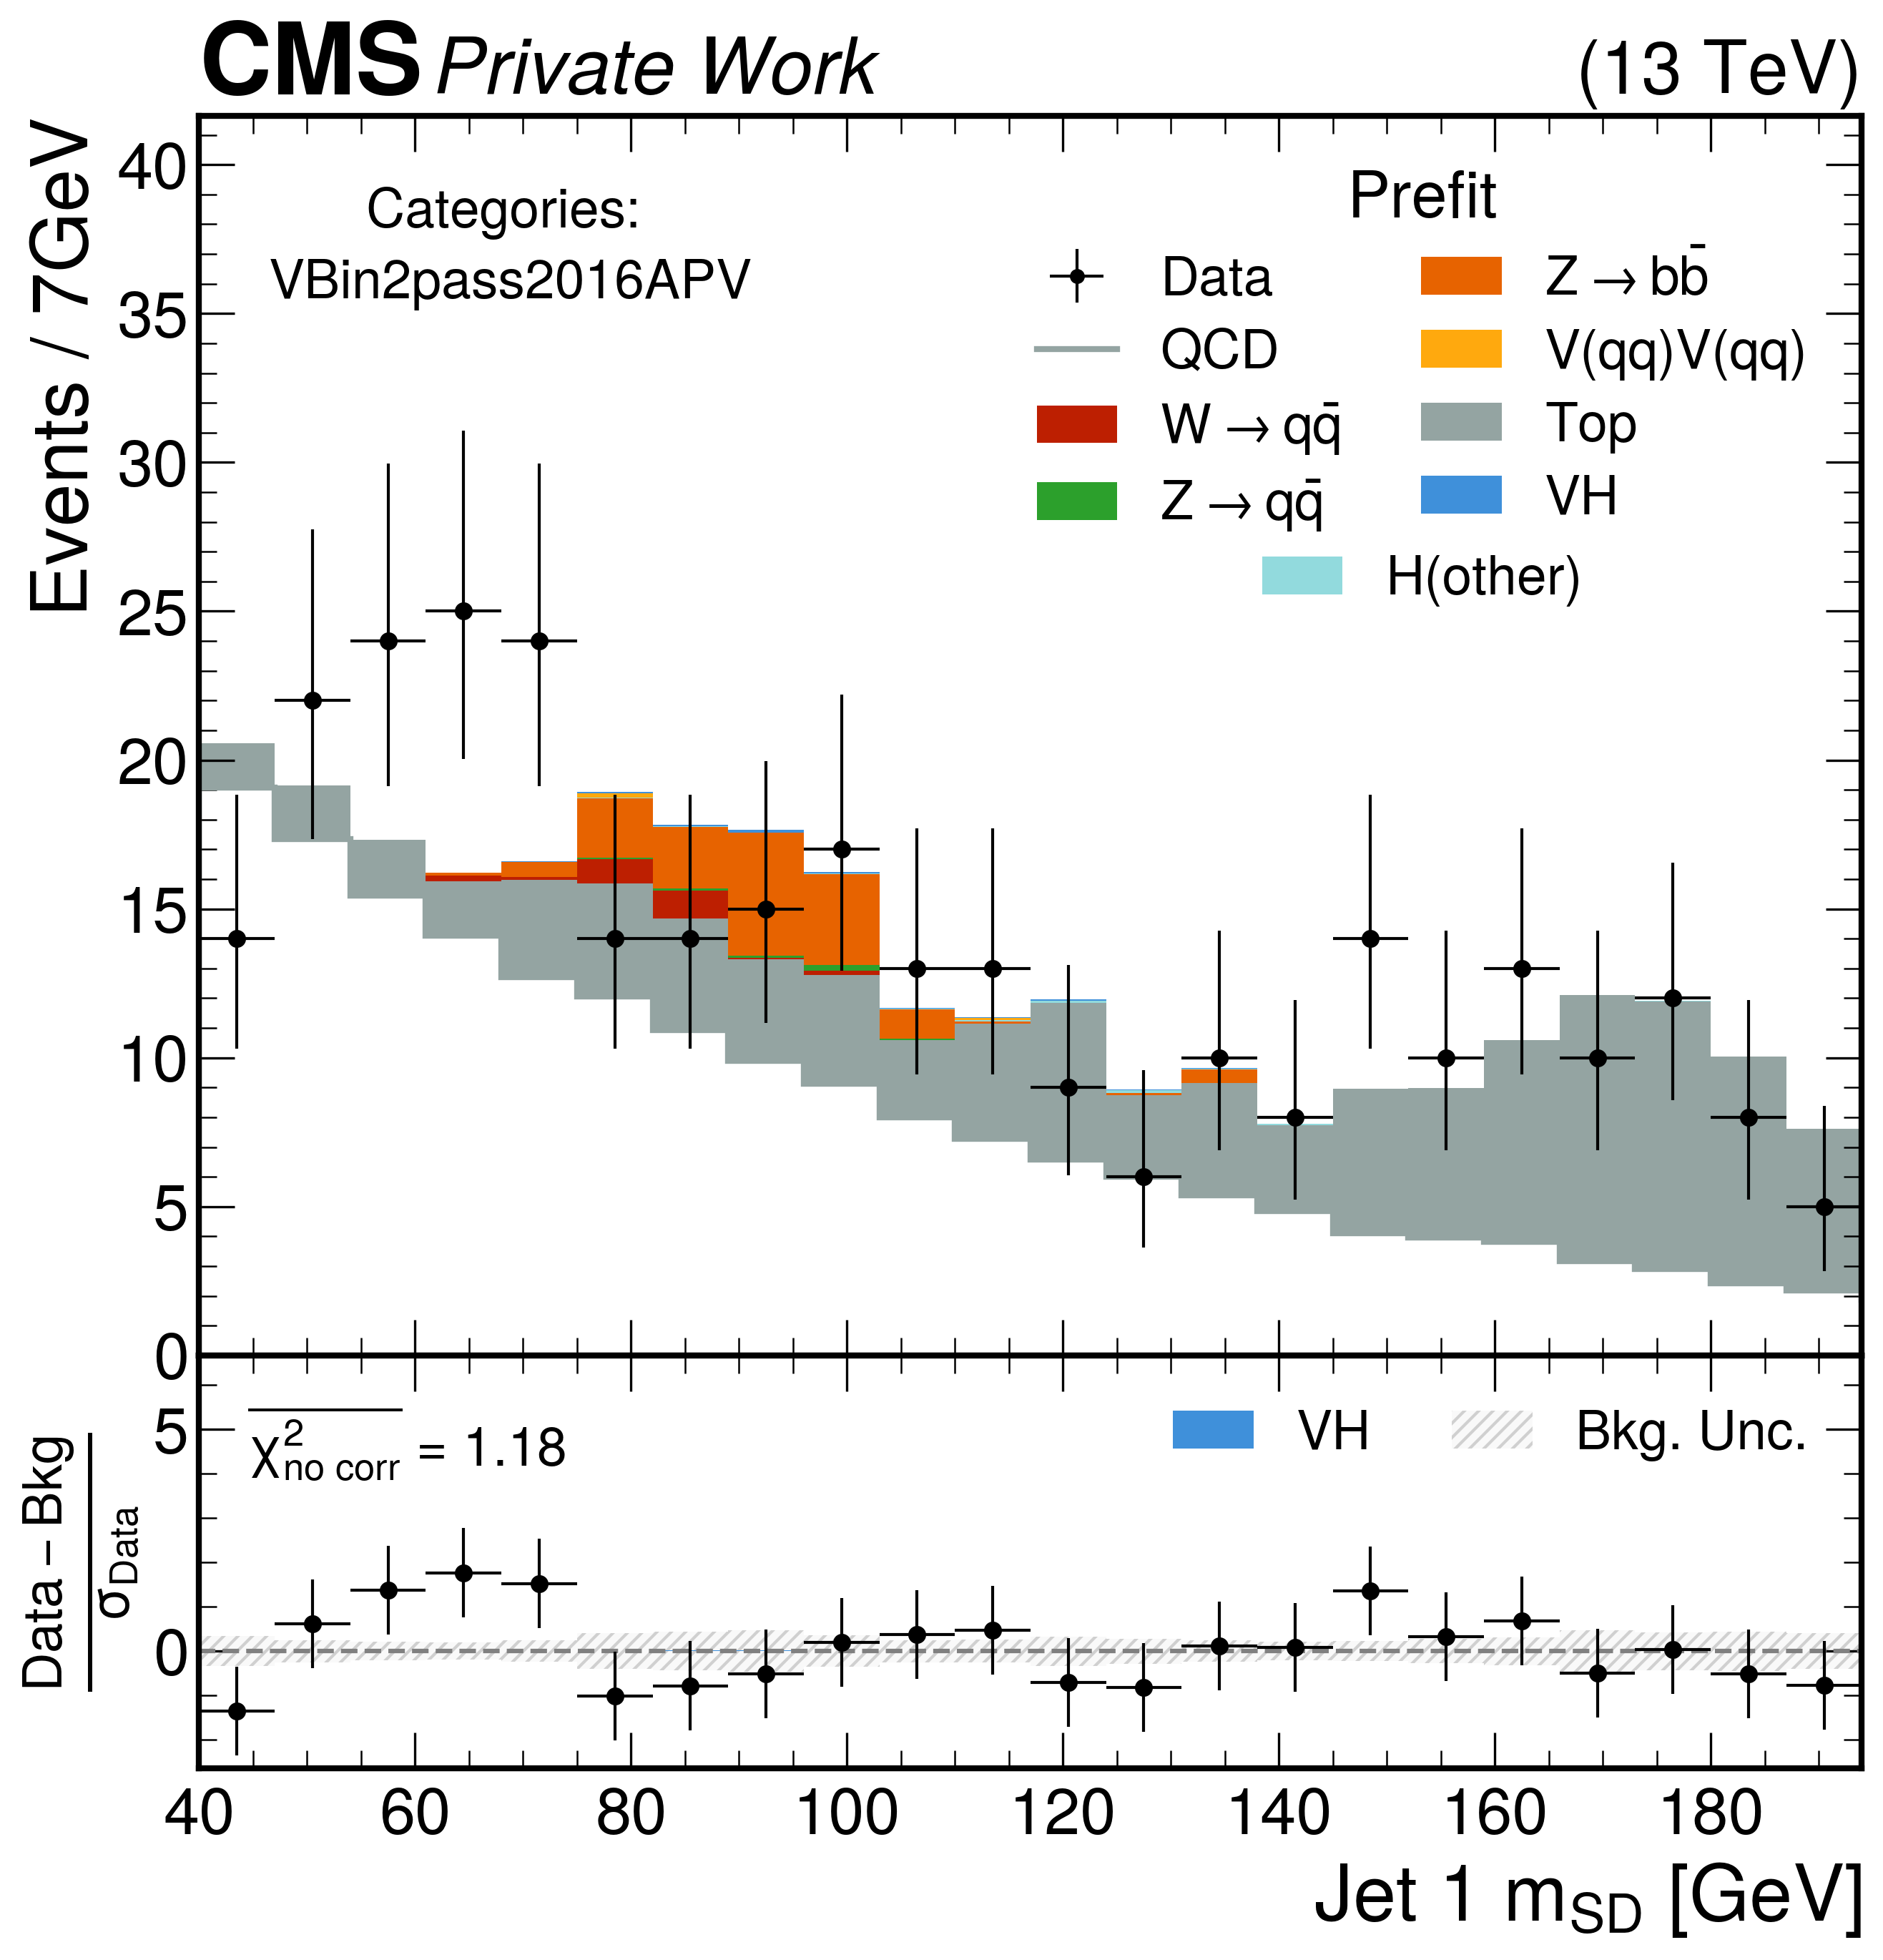 CMS Private Work (13 TeV)
Events / 7GeV
40
35
30
25
20
15
10
5
0
Categories:
VBin2pass2016APV
Prefit
Data
QCD
W → qq̄
Z → qq̄
Z → bb̄
V(qq)V(qq)
Top
VH
H(other)
Data − Bkg
σData
5
0
χ²no corr = 1.18
VH
Bkg. Unc.
40 60 80 100 120 140 160 180
Jet 1 mSD [GeV]